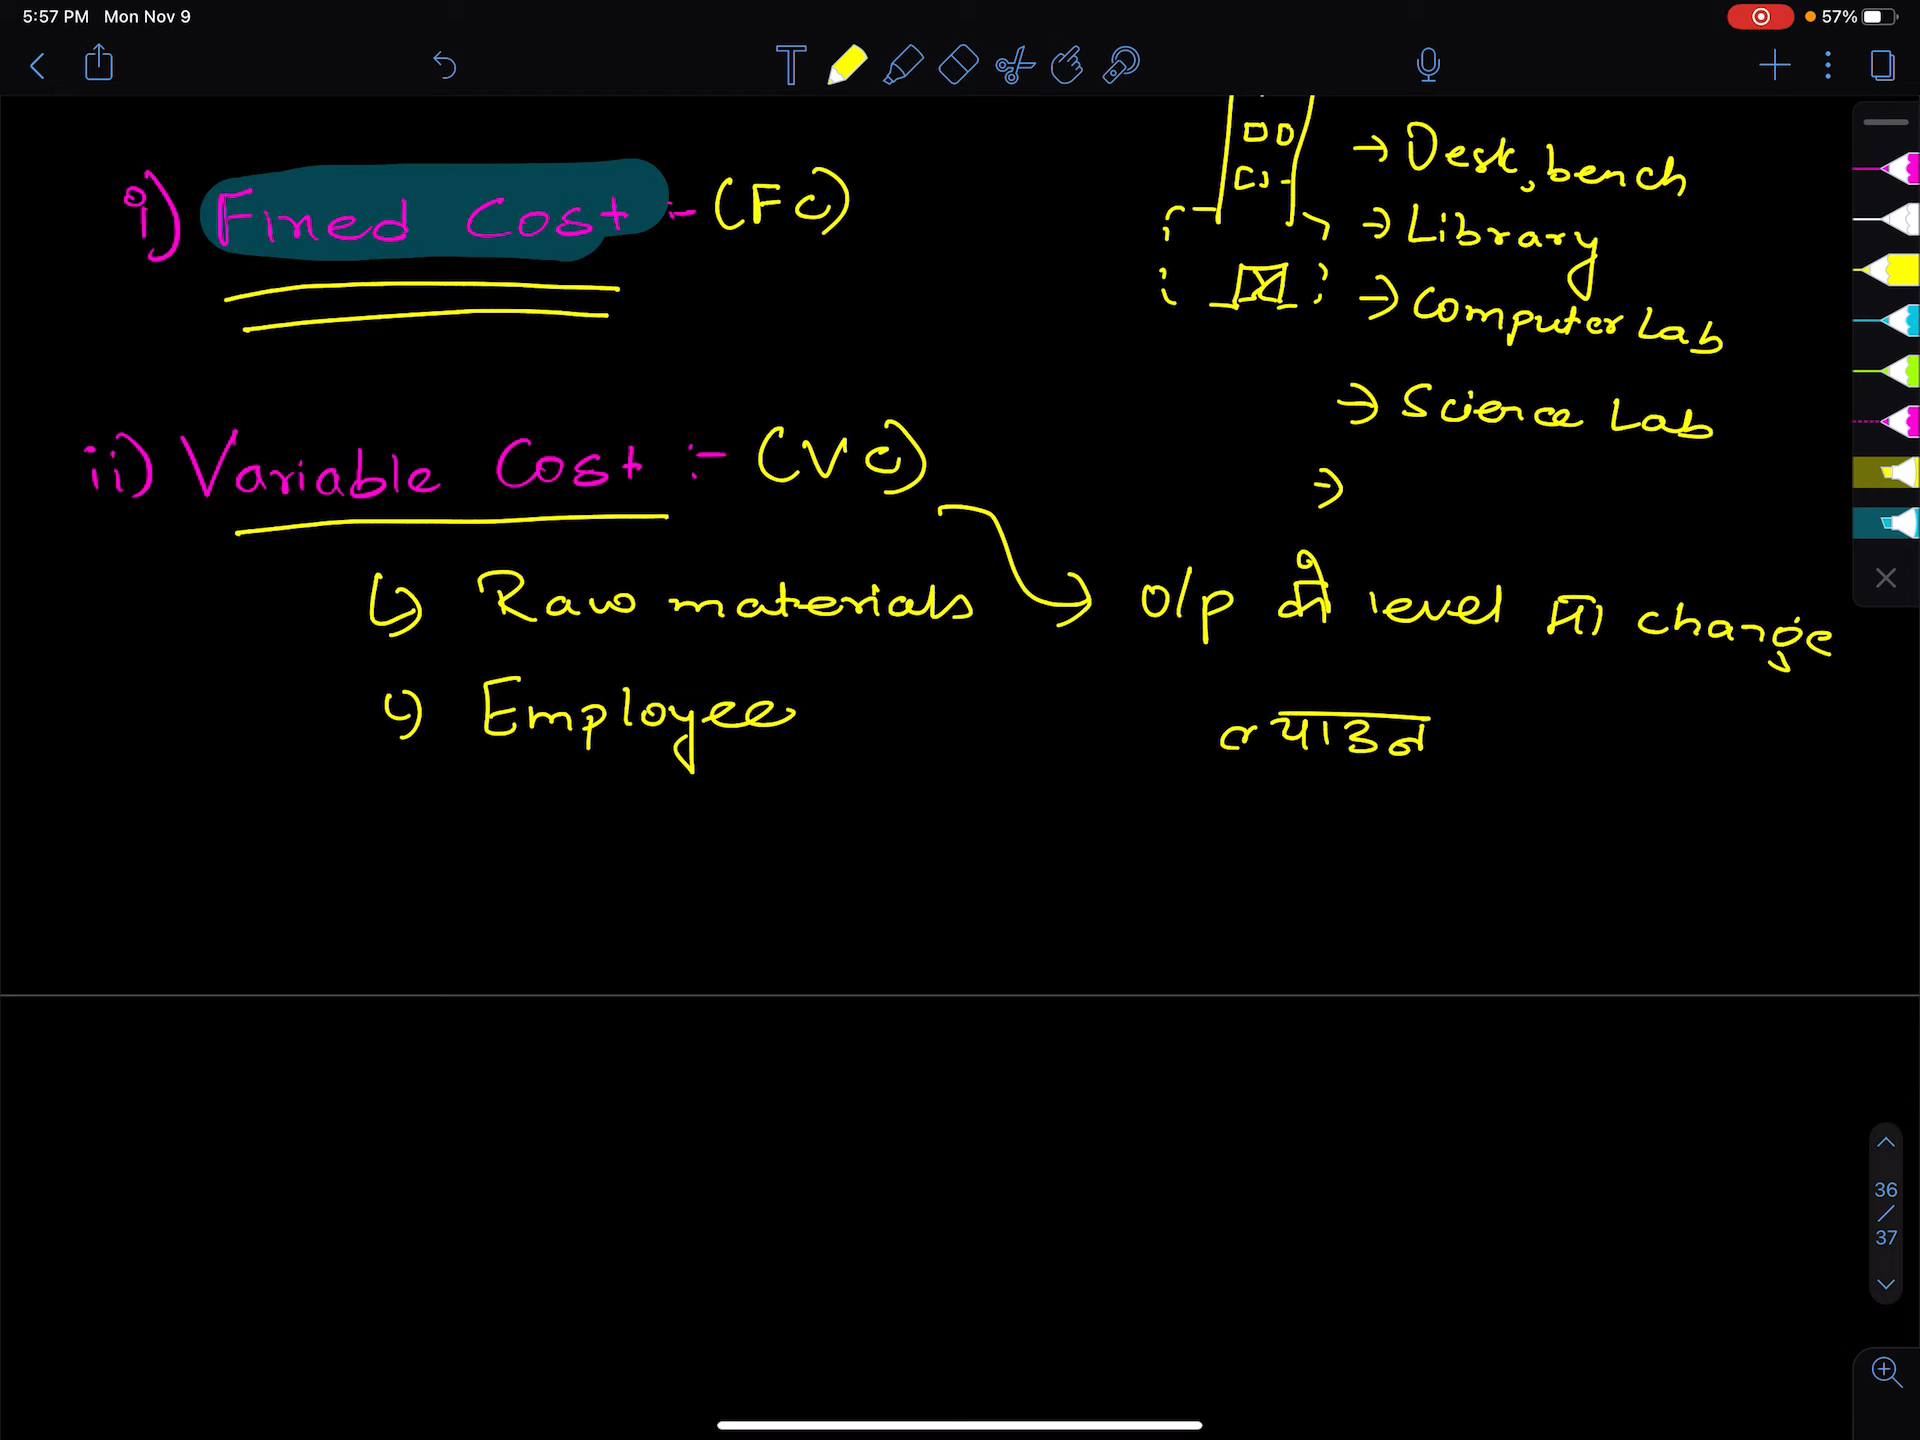 5:57 PM Mon Nov 9
57%
i) Fixed Cost :- (FC)
→ Desk, bench
→ Library
→ Computer Lab
→ Science Lab
→
ii) Variable Cost :- (VC)
↳ Raw materials
→ o/p को level मा change
↳ Employee
ल्याउन
36
/
37